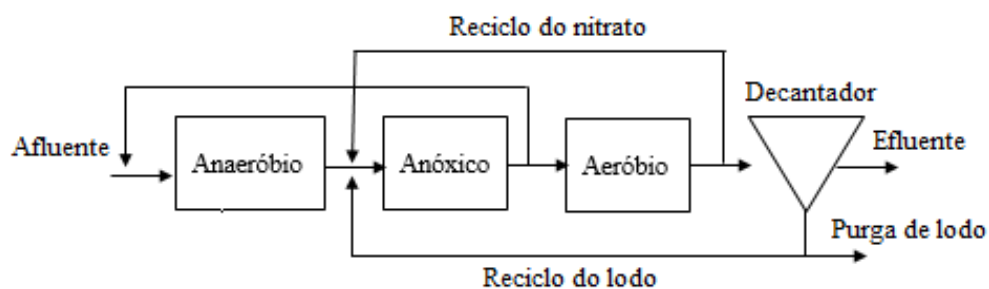 Reciclo do nitrato
Decantador
Afluente
Anaeróbio
Anóxico
Aeróbio
Efluente
Purga de lodo
Reciclo do lodo